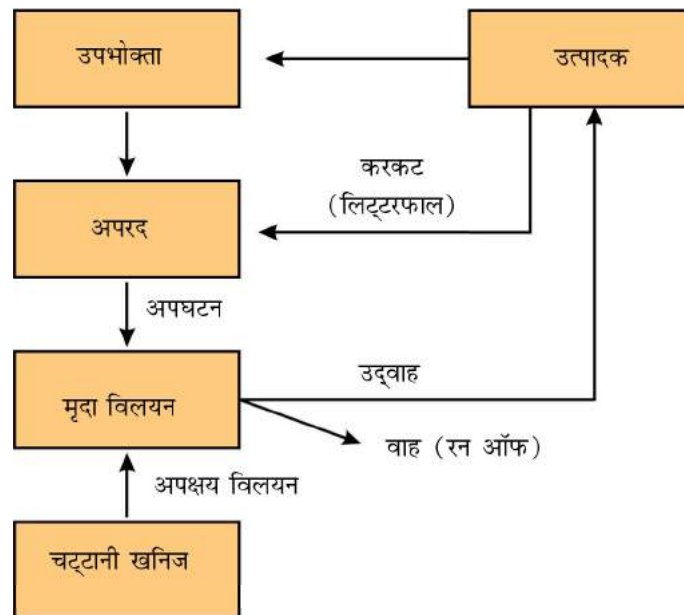 उपभोक्ता
उत्पादक
करकट
(लिट्टरफाल)
अपरद
अपघटन
मृदा विलयन
उद्वाह
वाह (रन ऑफ)
अपक्षय विलयन
चट्टानी खनिज